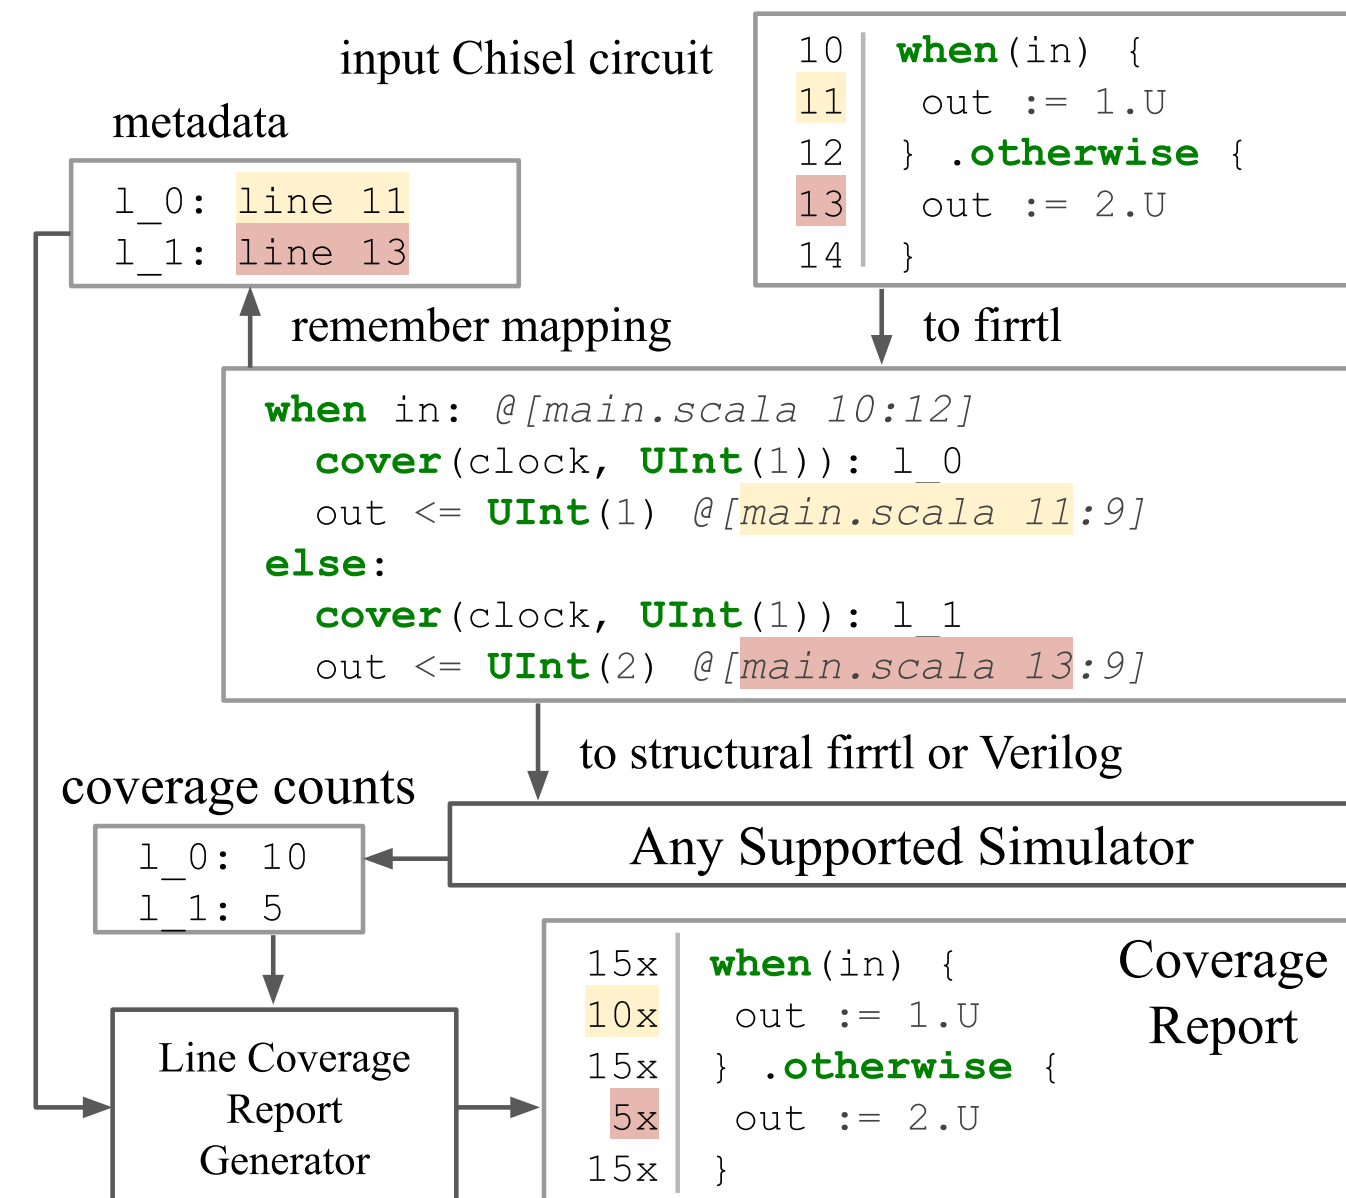 input Chisel circuit
10 when(in) {
11 out := 1.U
12 } .otherwise {
13 out := 2.U
14 }
metadata
l_0: line 11
l_1: line 13
remember mapping
to firrtl
when in: @[main.scala 10:12]
cover(clock, UInt(1)): l_0
out <= UInt(1) @[main.scala 11:9]
else:
cover(clock, UInt(1)): l_1
out <= UInt(2) @[main.scala 13:9]
to structural firrtl or Verilog
coverage counts
Any Supported Simulator
l_0: 10
l_1: 5
Line Coverage
Report
Generator
Coverage
Report
15x when(in) {
10x out := 1.U
15x } .otherwise {
5x out := 2.U
15x }